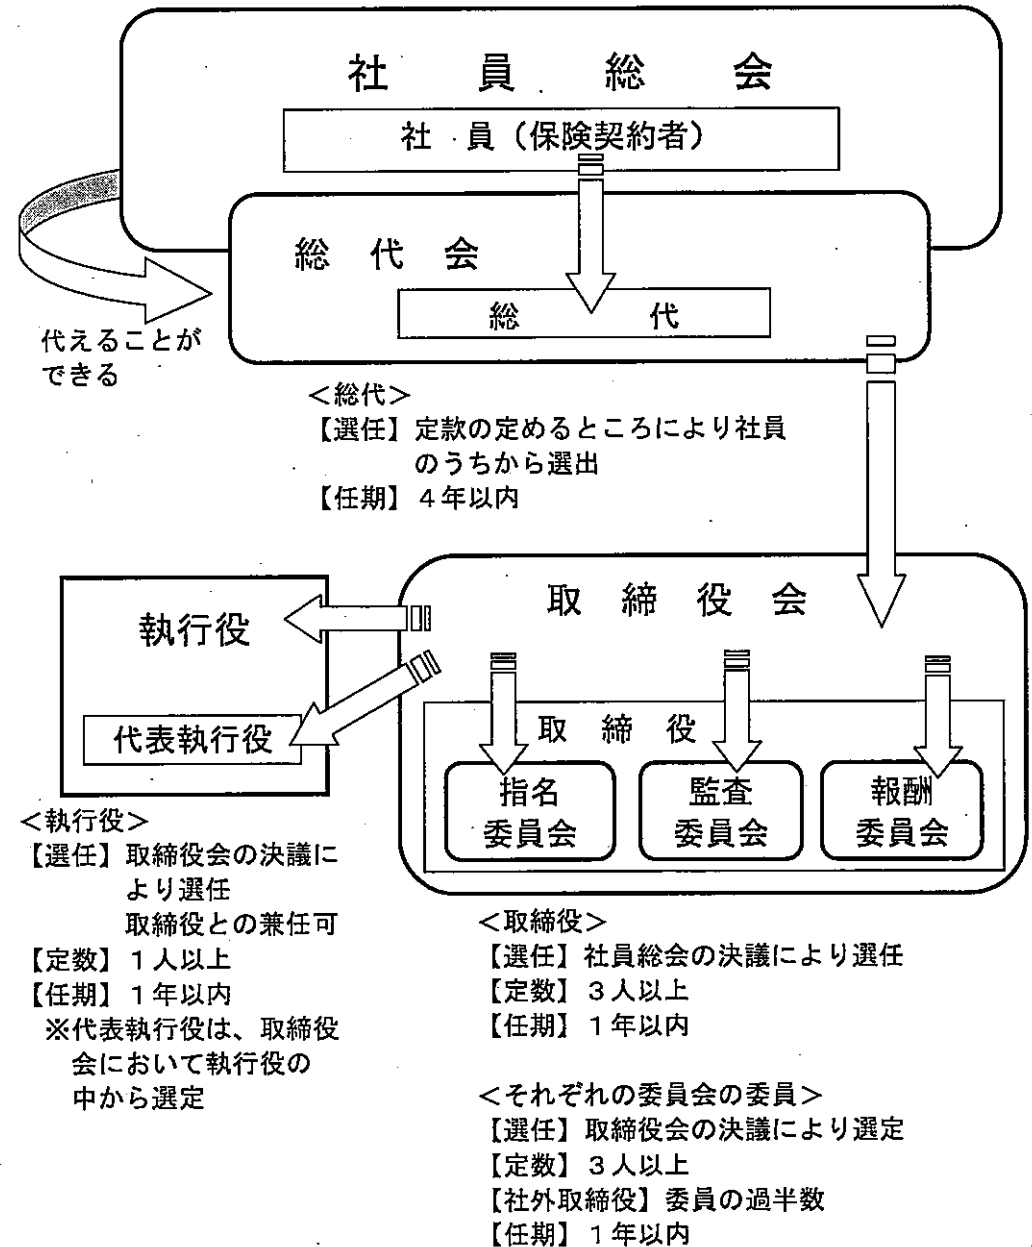 社員総会
社員（保険契約者）
総代会
総代
代えることが
できる
＜総代＞
【選任】定款の定めるところにより社員
のうちから選出
【任期】４年以内
取締役会
執行役
代表執行役
取締役
指名
委員会
監査
委員会
報酬
委員会
＜執行役＞
【選任】取締役会の決議に
より選任
取締役との兼任可
【定数】１人以上
【任期】１年以内
※代表執行役は、取締役
会において執行役の
中から選定
＜取締役＞
【選任】社員総会の決議により選任
【定数】３人以上
【任期】１年以内
＜それぞれの委員会の委員＞
【選任】取締役会の決議により選定
【定数】３人以上
【社外取締役】委員の過半数
【任期】１年以内